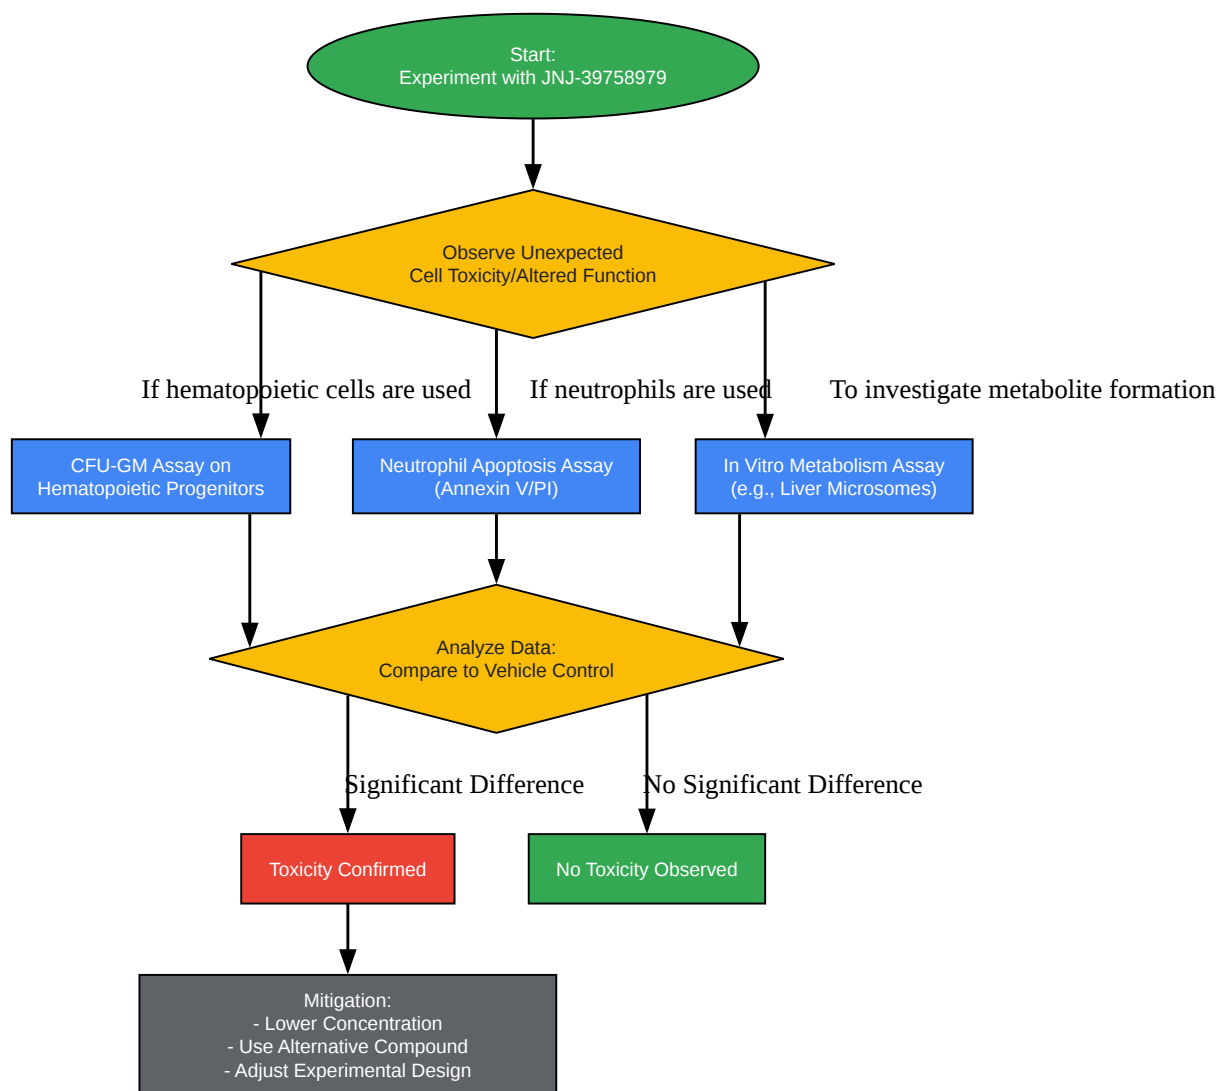 Start:
Experiment with JNJ-39758979
Observe Unexpected
Cell Toxicity/Altered Function
If hematopoietic cells are used
If neutrophils are used
To investigate metabolite formation
CFU-GM Assay on
Hematopoietic Progenitors
Neutrophil Apoptosis Assay
(Annexin V/PI)
In Vitro Metabolism Assay
(e.g., Liver Microsomes)
Analyze Data:
Compare to Vehicle Control
Significant Difference
No Significant Difference
Toxicity Confirmed
No Toxicity Observed
Mitigation:
- Lower Concentration
- Use Alternative Compound
- Adjust Experimental Design